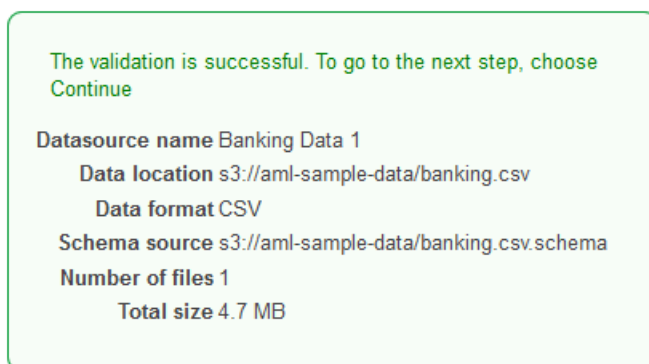 The validation is successful. To go to the next step, choose
Continue
Datasource name Banking Data 1
Data location s3://aml-sample-data/banking.csv
Data format CSV
Schema source s3://aml-sample-data/banking.csv.schema
Number of files 1
Total size 4.7 MB